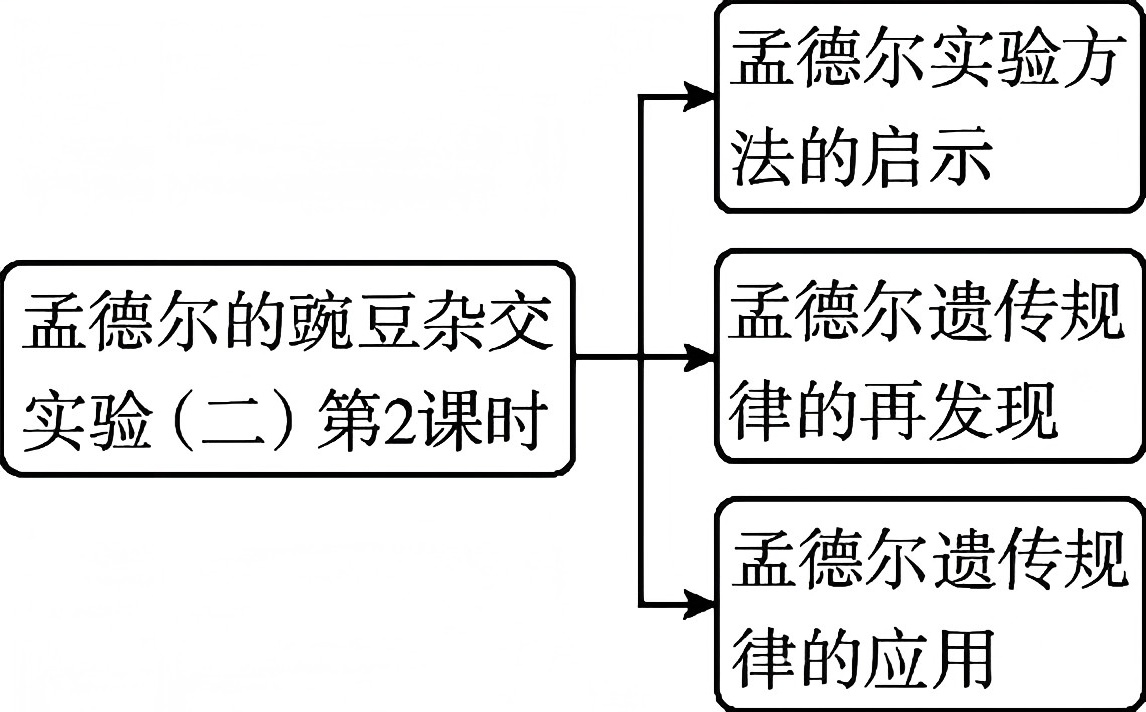 孟德尔的豌豆杂交
实验(二)第2课时
孟德尔实验方
法的启示
孟德尔遗传规
律的再发现
孟德尔遗传规
律的应用